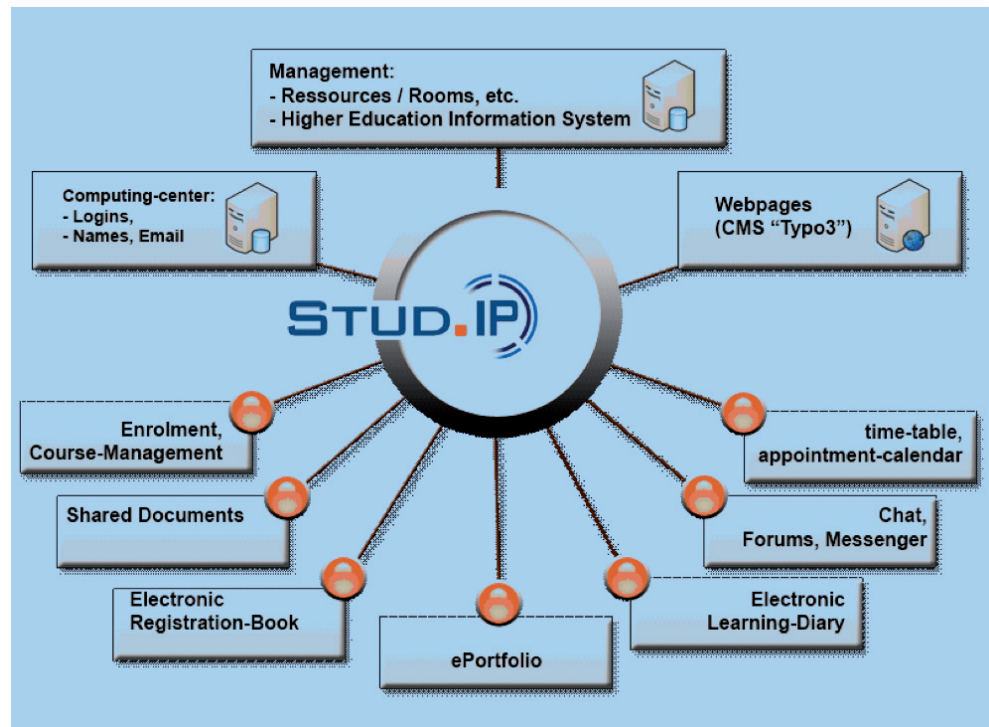 Management:
- Ressources / Rooms, etc.
- Higher Education Information System
Computing-center:
- Logins,
- Names, Email
Webpages
(CMS “Typo3”)
STUD.IP
Enrolment,
Course-Management
time-table,
appointment-calendar
Shared Documents
Chat,
Forums, Messenger
Electronic
Registration-Book
Electronic
Learning-Diary
ePortfolio